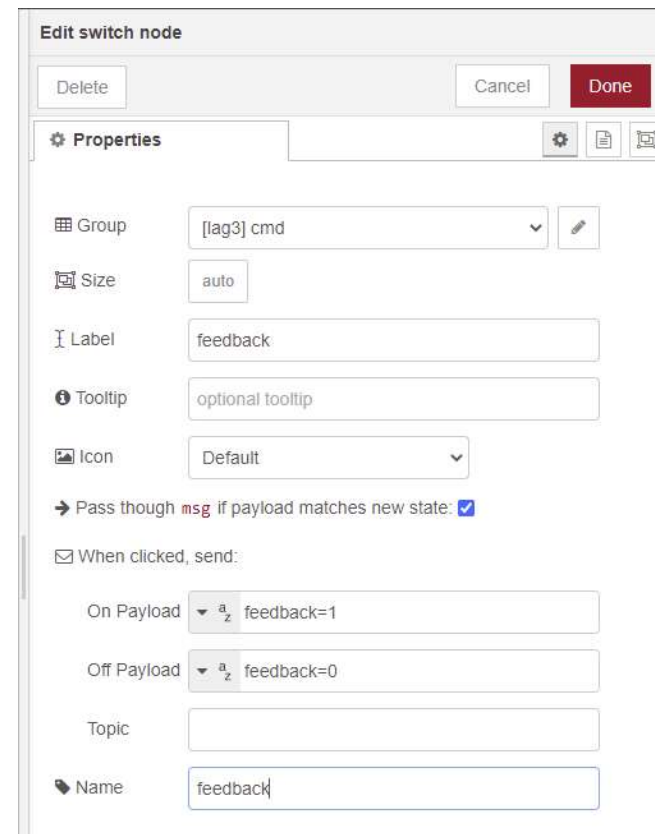 Edit switch node
Delete Cancel Done
Properties
Group [lag3] cmd
Size auto
Label feedback
Tooltip optional tooltip
Icon Default
Pass though msg if payload matches new state:
When clicked, send:
On Payload a z feedback=1
Off Payload a z feedback=0
Topic
Name feedback